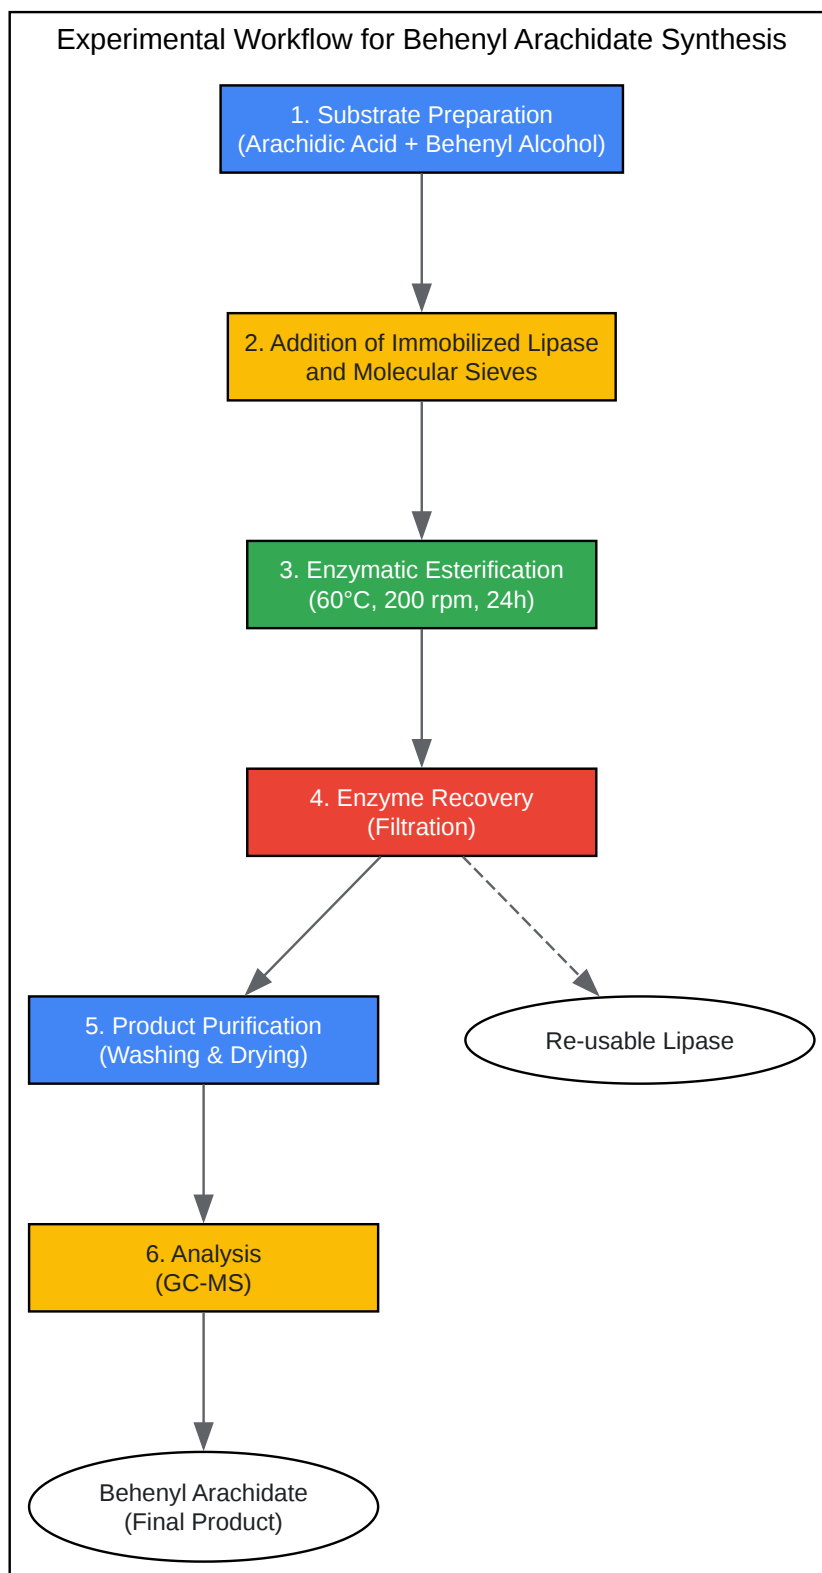 Experimental Workflow for Behenyl Arachidate Synthesis
1. Substrate Preparation
(Arachidic Acid + Behenyl Alcohol)
2. Addition of Immobilized Lipase
and Molecular Sieves
3. Enzymatic Esterification
(60°C, 200 rpm, 24h)
4. Enzyme Recovery
(Filtration)
5. Product Purification
(Washing & Drying)
Re-usable Lipase
6. Analysis
(GC-MS)
Behenyl Arachidate
(Final Product)